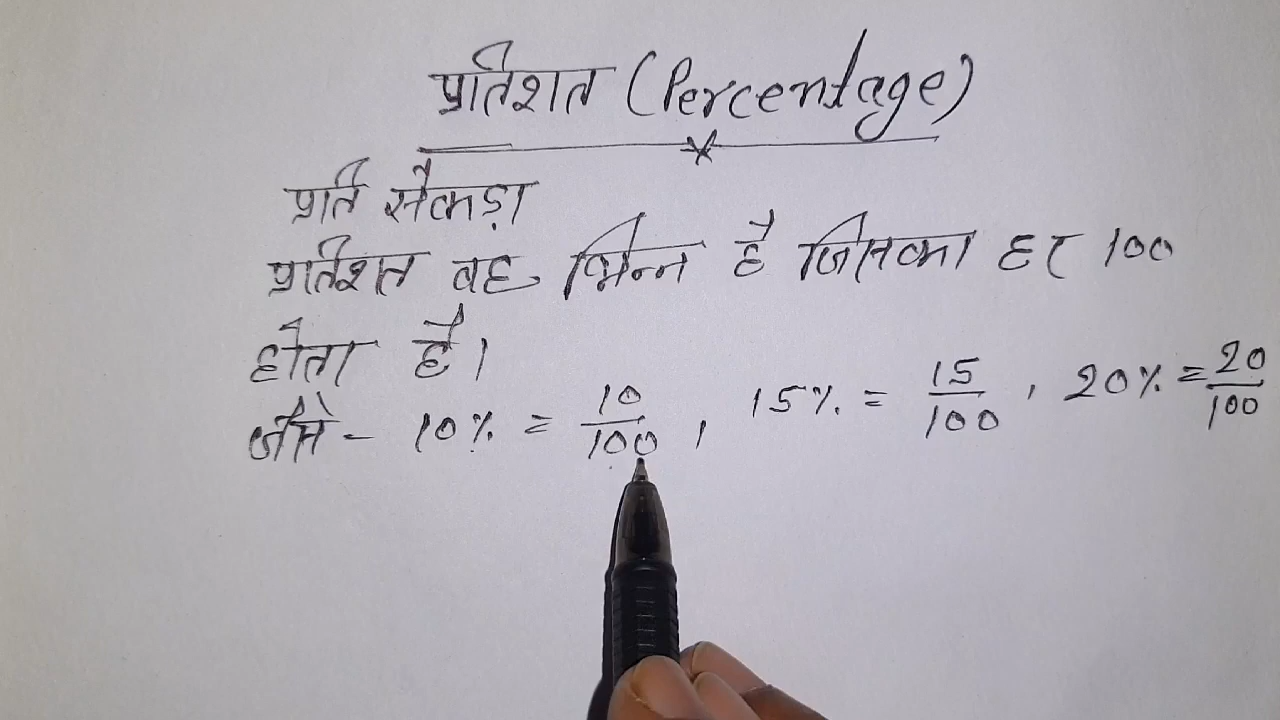 प्रतिशत (Percentage)
प्रति सैकड़ा
प्रतिशत वह भिन्न है जिसका हर 100
होता है।
जैसे - 10% = 10/100, 15% = 15/100, 20% = 20/100